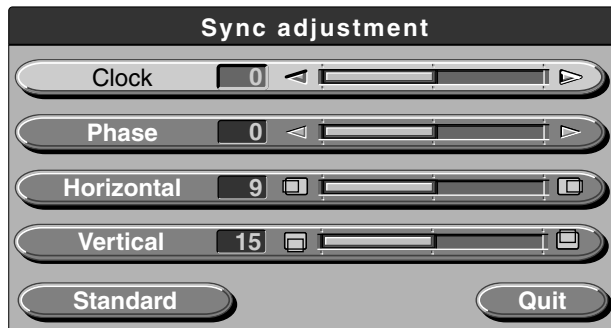 Sync adjustment
Clock 0
Phase 0
Horizontal 9
Vertical 15
Standard Quit